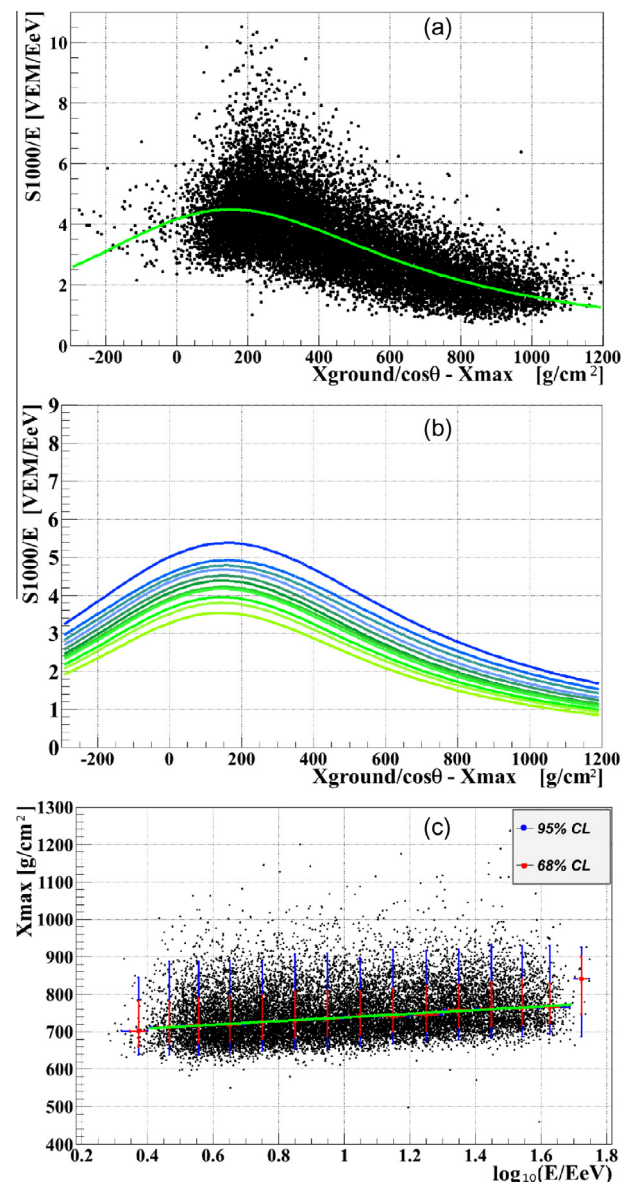 (a)
S1000/E [VEM/EeV]
10
8
6
4
2
0
-200 0 200 400 600 800 1000 1200
Xground/cosθ - Xmax [g/cm²]
(b)
S1000/E [VEM/EeV]
9
8
7
6
5
4
3
2
1
0
-200 0 200 400 600 800 1000 1200
Xground/cosθ - Xmax [g/cm²]
(c)
Xmax [g/cm²]
95% CL
68% CL
1300
1200
1100
1000
900
800
700
600
500
400
0.2 0.4 0.6 0.8 1 1.2 1.4 1.6 1.8
log₁₀(E/EeV)